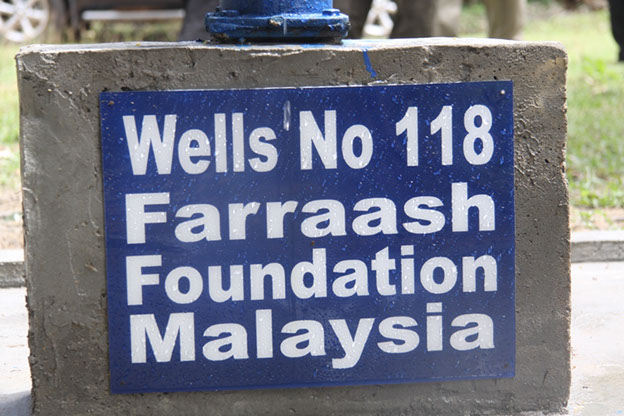 Wells No 118
Farraash
Foundation
Malaysia